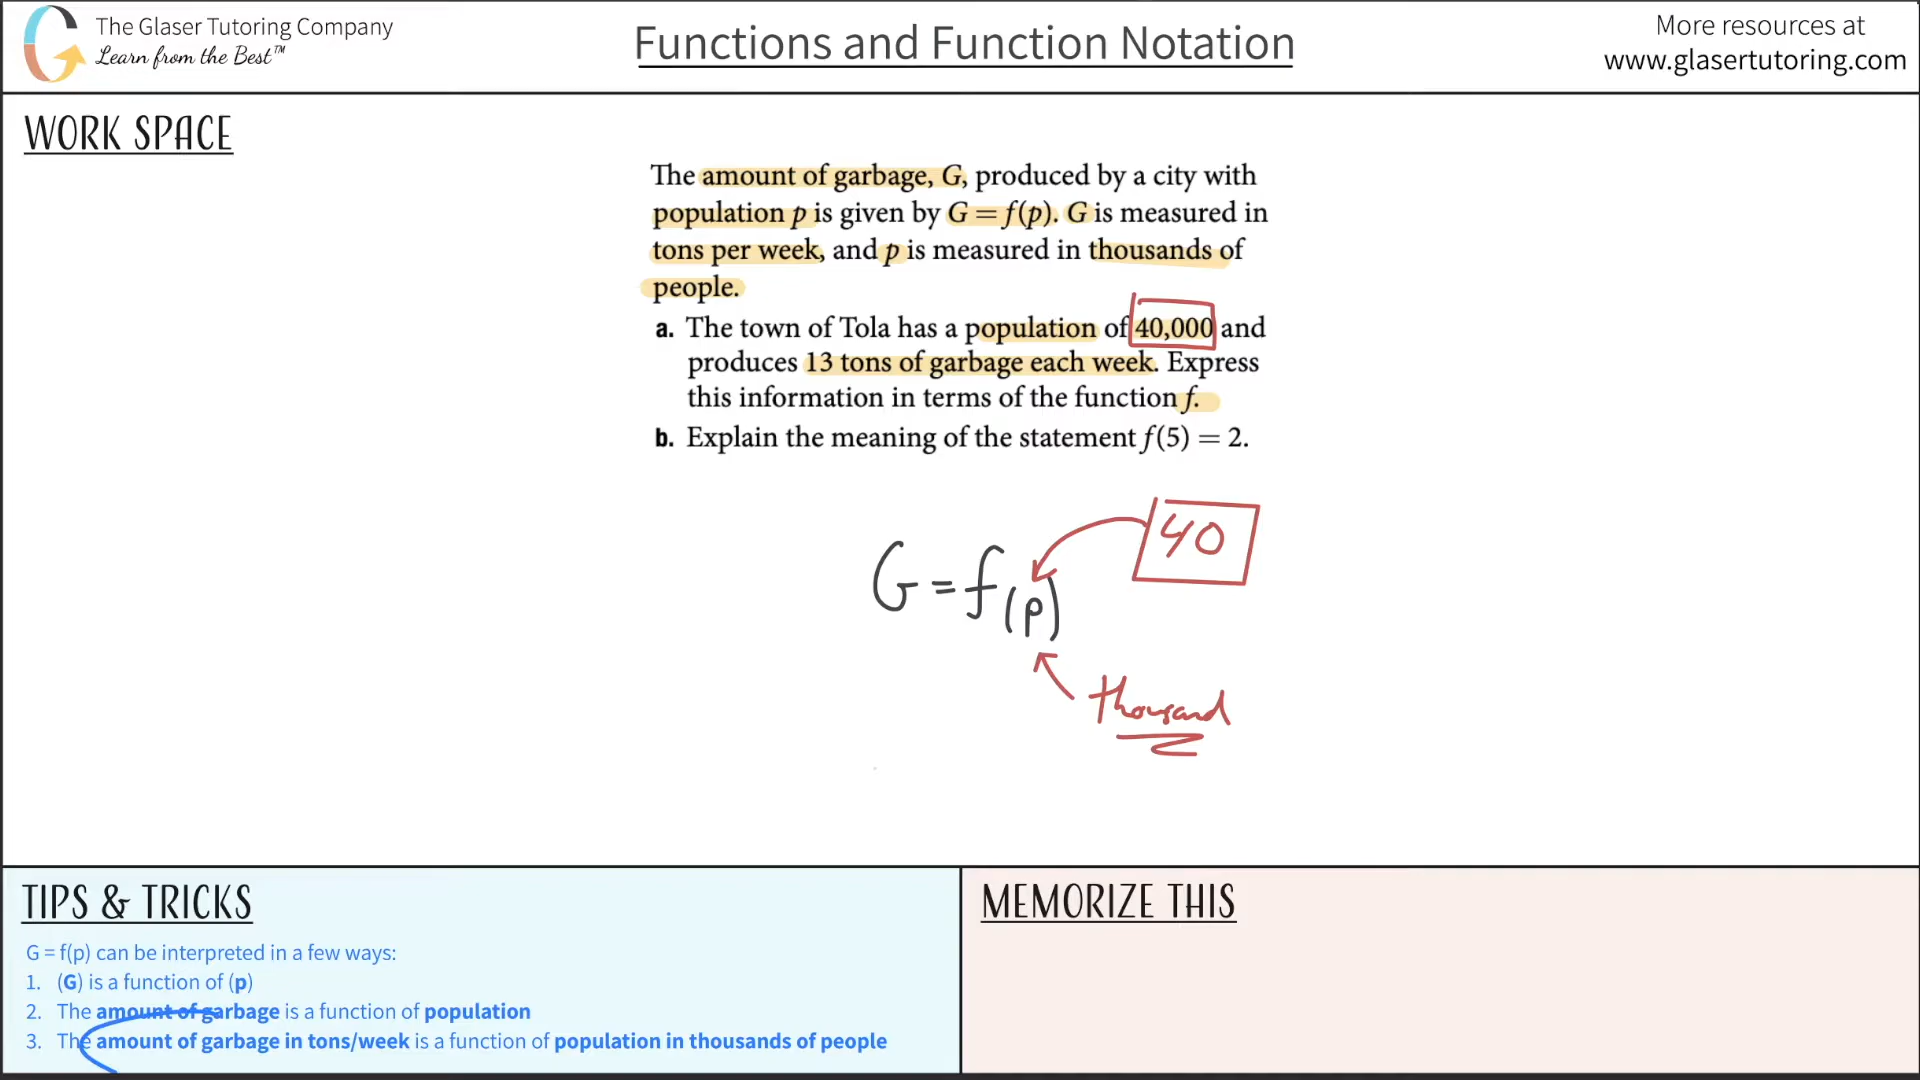 The Glaser Tutoring Company
Learn from the Best™
Functions and Function Notation
More resources at
www.glasertutoring.com
WORK SPACE
The amount of garbage, G, produced by a city with
population p is given by G = f(p). G is measured in
tons per week, and p is measured in thousands of
people.
a. The town of Tola has a population of 40,000 and
produces 13 tons of garbage each week. Express
this information in terms of the function f.
b. Explain the meaning of the statement f(5) = 2.
40
G = f(p)
thousand
TIPS & TRICKS
G = f(p) can be interpreted in a few ways:
1. (G) is a function of (p)
2. The amount of garbage is a function of population
3. The amount of garbage in tons/week is a function of population in thousands of people
MEMORIZE THIS